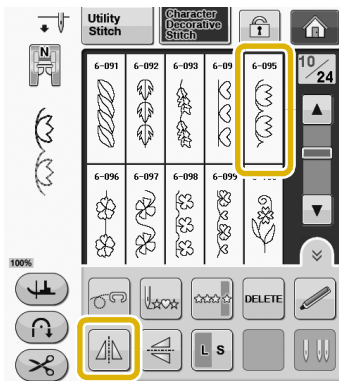 Utility
Stitch
Character
Decorative
Stitch
N
6-091 6-092 6-093 6-09 6-095
10/24
6-096 6-097 6-098 6-099
100%
DELETE
L S